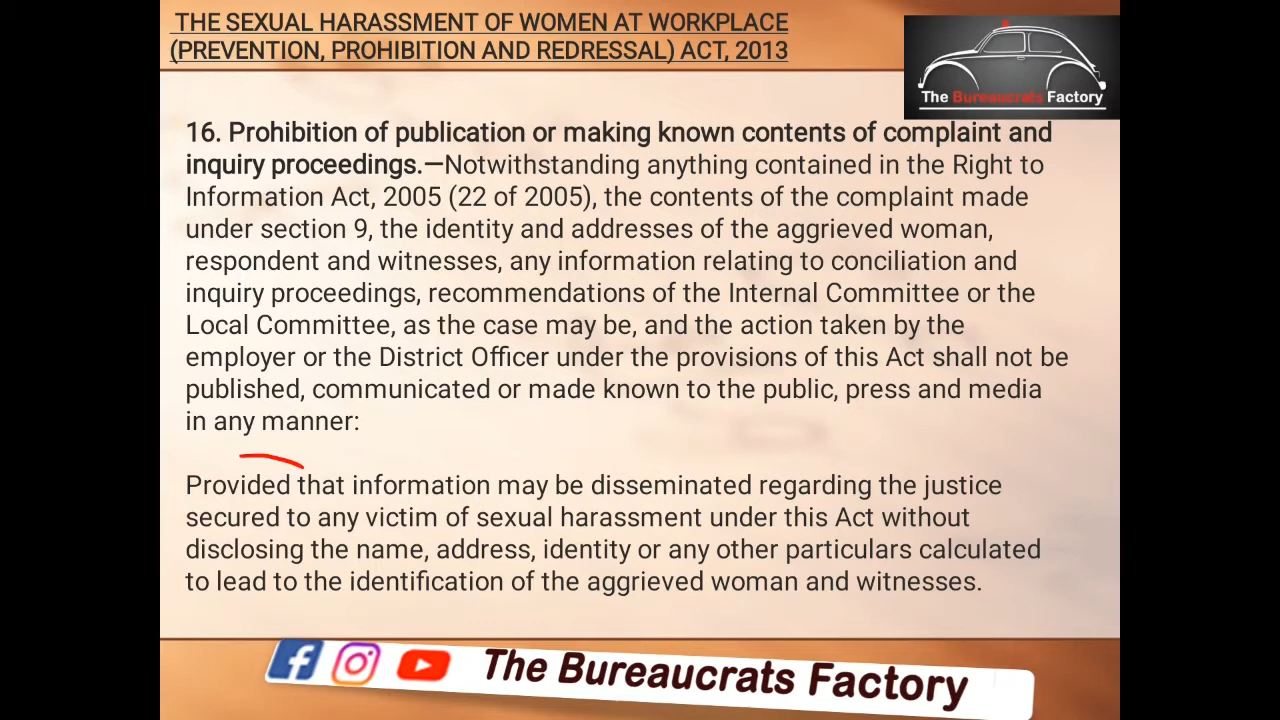 THE SEXUAL HARASSMENT OF WOMEN AT WORKPLACE
(PREVENTION, PROHIBITION AND REDRESSAL) ACT, 2013
The Bureaucrats Factory
16. Prohibition of publication or making known contents of complaint and
inquiry proceedings.—Notwithstanding anything contained in the Right to
Information Act, 2005 (22 of 2005), the contents of the complaint made
under section 9, the identity and addresses of the aggrieved woman,
respondent and witnesses, any information relating to conciliation and
inquiry proceedings, recommendations of the Internal Committee or the
Local Committee, as the case may be, and the action taken by the
employer or the District Officer under the provisions of this Act shall not be
published, communicated or made known to the public, press and media
in any manner:
Provided that information may be disseminated regarding the justice
secured to any victim of sexual harassment under this Act without
disclosing the name, address, identity or any other particulars calculated
to lead to the identification of the aggrieved woman and witnesses.
The Bureaucrats Factory